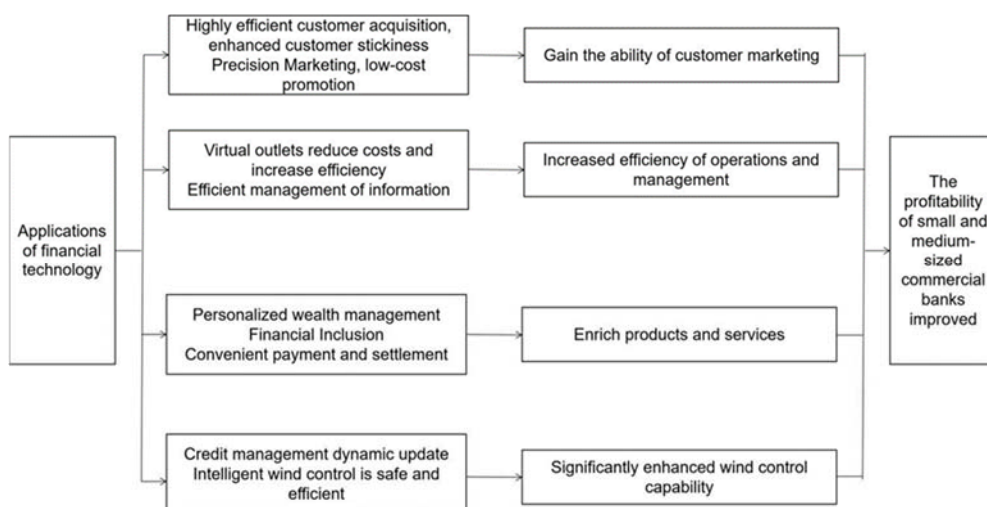 Highly efficient customer acquisition,
enhanced customer stickiness
Precision Marketing, low-cost
promotion
Gain the ability of customer marketing
Virtual outlets reduce costs and
increase efficiency
Efficient management of information
Increased efficiency of operations and
management
Applications
of financial
technology
The
profitability
of small and
medium-
sized
commercial
banks
improved
Personalized wealth management
Financial Inclusion
Convenient payment and settlement
Enrich products and services
Credit management dynamic update
Intelligent wind control is safe and
efficient
Significantly enhanced wind control
capability